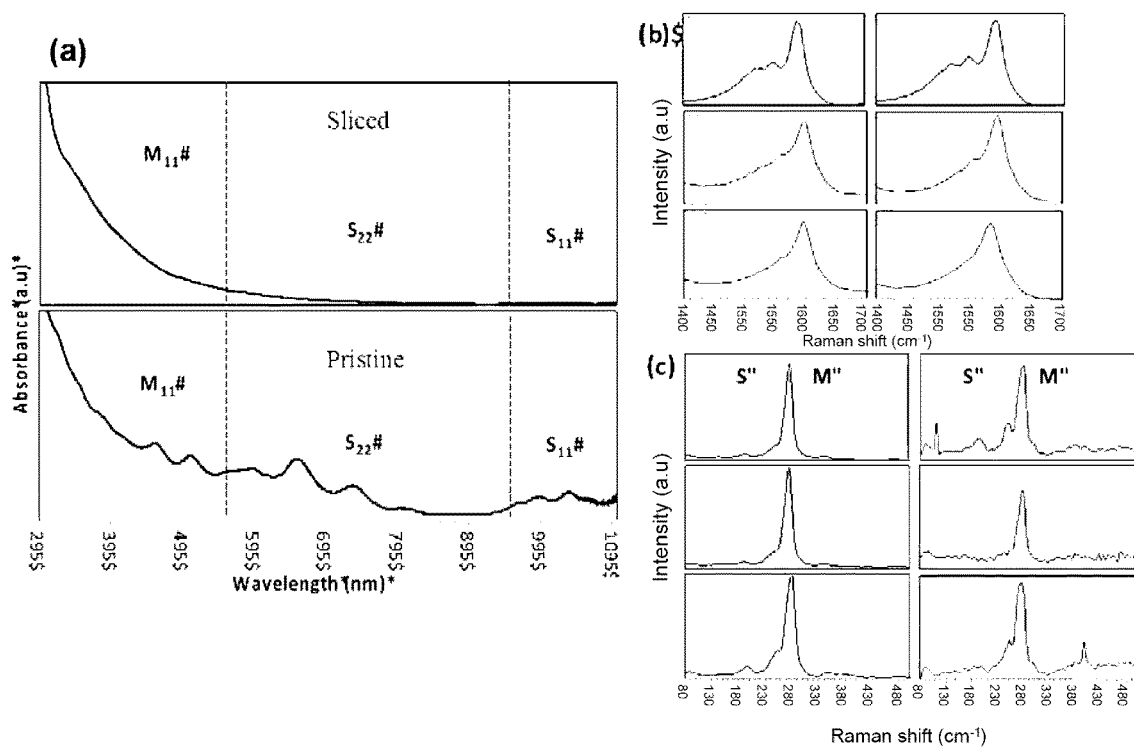 (a)
Sliced
M₁₁#
S₂₂#
S₁₁#
Pristine
M₁₁#
S₂₂#
S₁₁#
Absorbance (a.u)*
295$ 395$ 495$ 595$ 695$ 795$ 895$ 995$ 1095$
Wavelength (nm)*
(b)$
Intensity (a.u)
1400 1450 1550 1600 1650 1700 1400 1450 1550 1600 1650 1700
Raman shift (cm⁻¹)
(c)
S" M" S" M"
Intensity (a.u)
80 130 180 230 280 330 380 430 480 80 130 180 230 280 330 380 430 480
Raman shift (cm⁻¹)